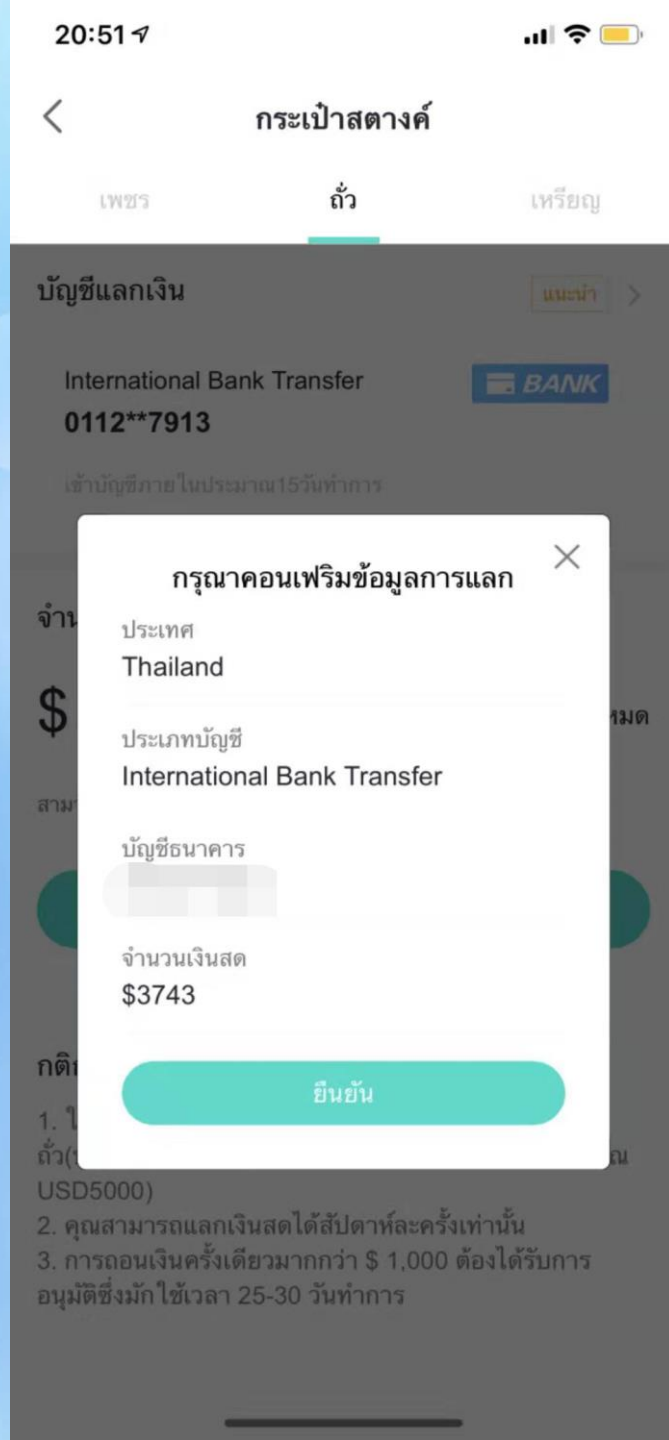 20:51
กระเป๋าสตางค์
เพชร
ถั่ว
เหรียญ
บัญชีแลกเงิน
แนะนำ
International Bank Transfer
BANK
0112**7913
เข้าบัญชีภายในประมาณ15วันทำการ
กรุณาคอนเฟริมข้อมูลการแลก
ประเทศ
Thailand
$
ประเภทบัญชี
International Bank Transfer
บัญชีธนาคาร
จำนวนเงินสด
$3743
ยืนยัน
1.
USD5000)
2. คุณสามารถแลกเงินสดได้สัปดาห์ละครั้งเท่านั้น
3. การถอนเงินครั้งเดียวมากกว่า $ 1,000 ต้องได้รับการ
อนุมัติซึ่งมักใช้เวลา 25-30 วันทำการ